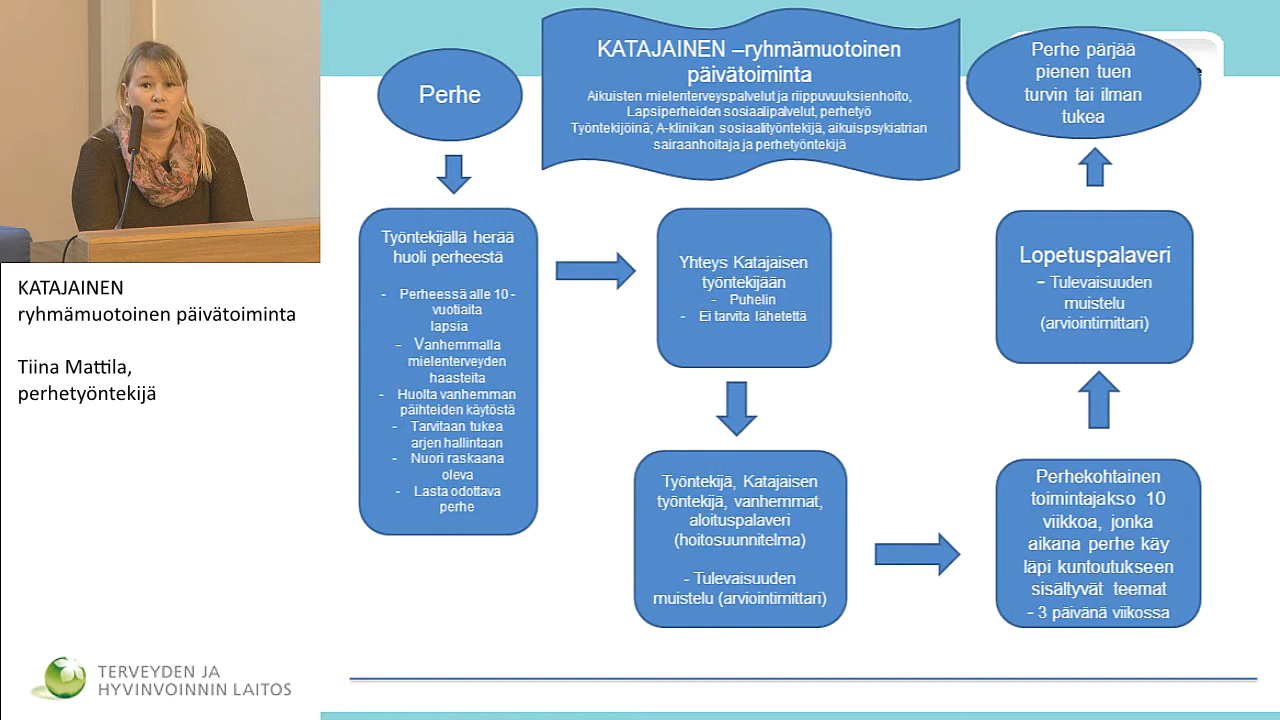 KATAJAINEN
ryhmämuotoinen päivätoiminta
Tiina Mattila,
perhetyöntekijä
TERVEYDEN JA
HYVINVOINNIN LAITOS
Perhe
KATAJAINEN –ryhmämuotoinen
päivätoiminta
Aikuisten mielenterveyspalvelut ja riippuvuuksienhoito,
Lapsiperheiden sosiaalipalvelut, perhetyö
Työntekijöinä; A-klinikan sosiaalityöntekijä, aikuispsykiatrian
sairaanhoitaja ja perhetyöntekijä
Perhe pärjää
pienen tuen
turvin tai ilman
tukea
Työntekijällä herää
huoli perheestä
- Perheessä alle 10-
vuotiaita
lapsia
- Vanhemmalla
mielenterveyden
haasteita
- Huolta vanhemman
päihteiden käytöstä
- Tarvitaan tukea
arjen hallintaan
- Nuori raskaana
oleva
- Lasta odottava
perhe
Yhteys Katajaisen
työntekijään
- Puhelin
- Ei tarvita lähetettä
Työntekijä, Katajaisen
työntekijä, vanhemmat,
aloituspalaveri
(hoitosuunnitelma)
- Tulevaisuuden
muistelu (arviointimittari)
Perhekohtainen
toimintajakso 10
viikkoa, jonka
aikana perhe käy
läpi kuntoutukseen
sisältyvät teemat
- 3 päivänä viikossa
Lopetuspalaveri
- Tulevaisuuden
muistelu
(arviointimittari)